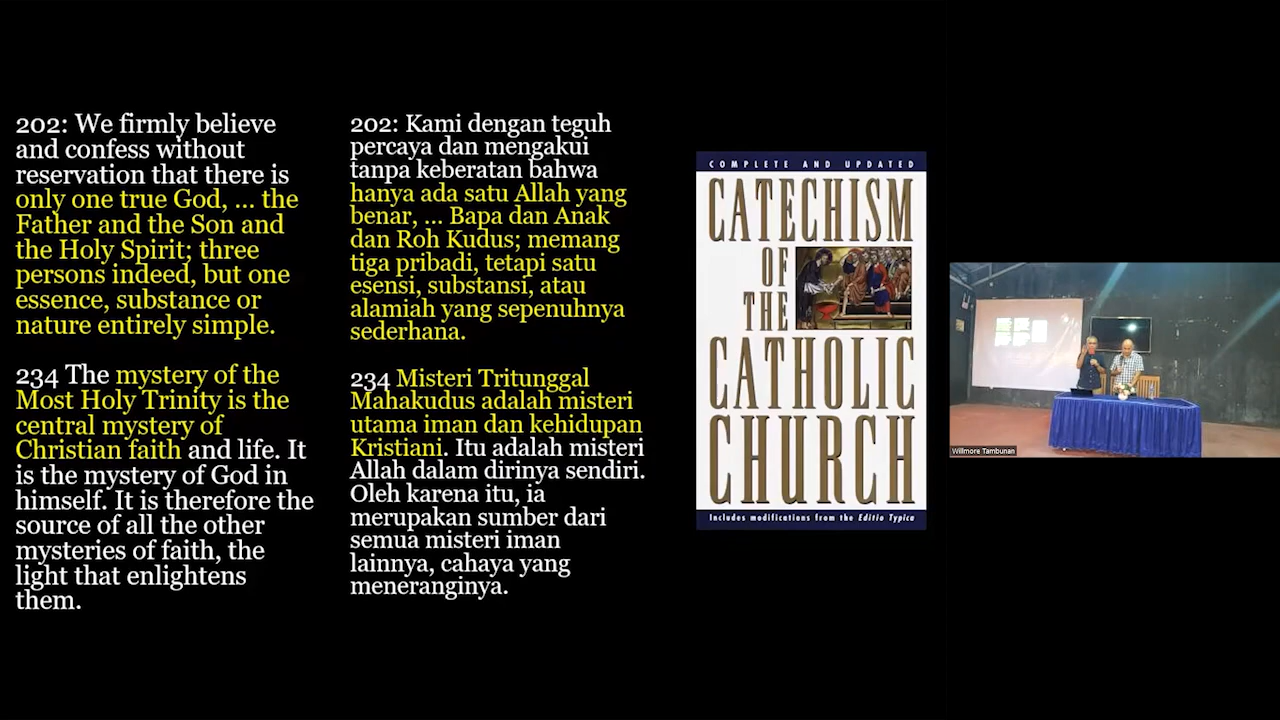 202: We firmly believe
and confess without
reservation that there is
only one true God, ... the
Father and the Son and
the Holy Spirit; three
persons indeed, but one
essence, substance or
nature entirely simple.
234 The mystery of the
Most Holy Trinity is the
central mystery of
Christian faith and life. It
is the mystery of God in
himself. It is therefore the
source of all the other
mysteries of faith, the
light that enlightens
them.
202: Kami dengan teguh
percaya dan mengakui
tanpa keberatan bahwa
hanya ada satu Allah yang
benar, ... Bapa dan Anak
dan Roh Kudus; memang
tiga pribadi, tetapi satu
esensi, substansi, atau
alamiah yang sepenuhnya
sederhana.
234 Misteri Tritunggal
Mahakudus adalah misteri
utama iman dan kehidupan
Kristiani. Itu adalah misteri
Allah dalam dirinya sendiri.
Oleh karena itu, ia
merupakan sumber dari
semua misteri iman
lainnya, cahaya yang
meneranginya.
COMPLETE AND UPDATED
CATECHISM
OF
THE
CATHOLIC
CHURCH
Includes modifications from the Editio Typica
Willmore Tambunan